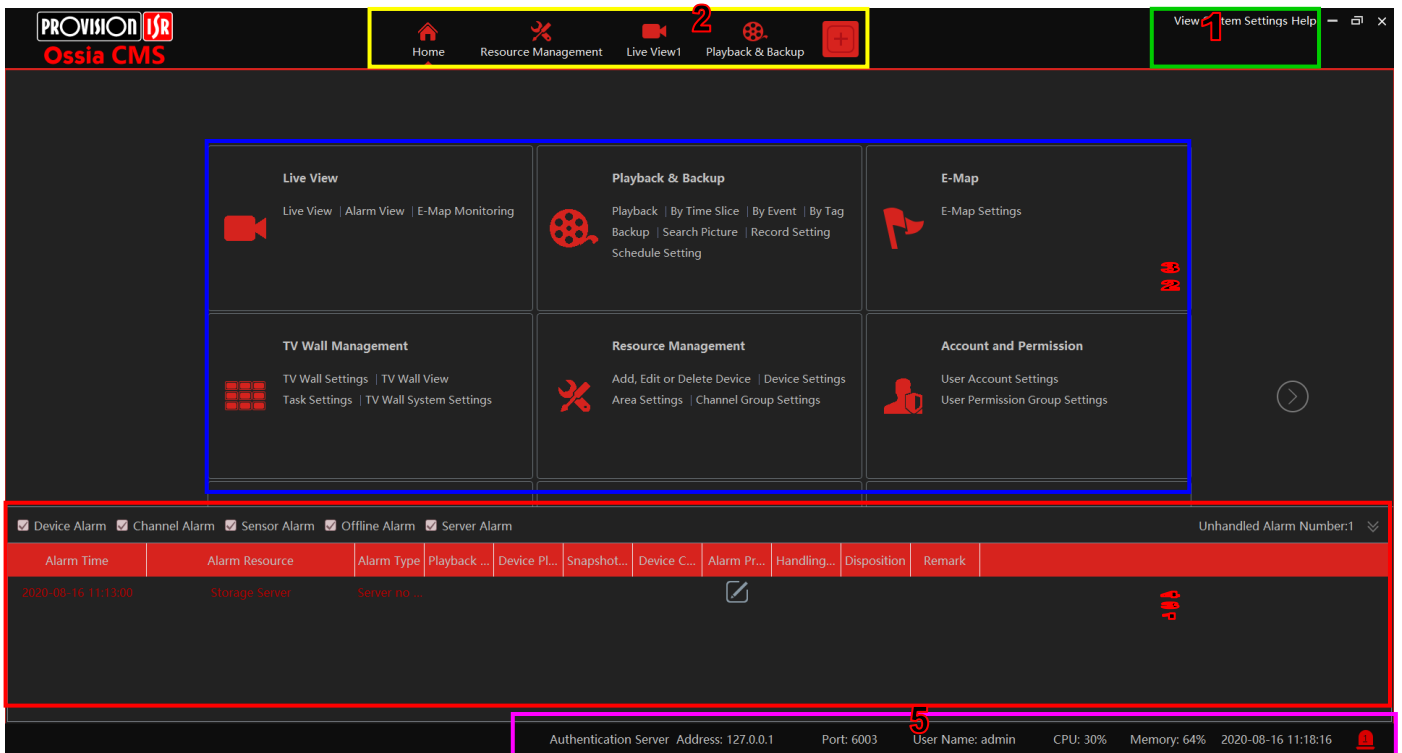 PROVISION ISR
Ossia CMS
Home Resource Management Live View1 Playback & Backup
2
View tem Settings Help
1
Live View
Live View | Alarm View | E-Map Monitoring
Playback & Backup
Playback | By Time Slice | By Event | By Tag
Backup | Search Picture | Record Setting
Schedule Setting
E-Map
E-Map Settings
TV Wall Management
TV Wall Settings | TV Wall View
Task Settings | TV Wall System Settings
Resource Management
Add, Edit or Delete Device | Device Settings
Area Settings | Channel Group Settings
Account and Permission
User Account Settings
User Permission Group Settings
Device Alarm Channel Alarm Sensor Alarm Offline Alarm Server Alarm Unhandled Alarm Number:1
Alarm Time Alarm Resource Alarm Type Playback ... Device Pl... Snapshot... Device C... Alarm Pr... Handling... Disposition Remark
2020-08-16 11:13:00 Storage Server Server no ...
5
Authentication Server Address: 127.0.0.1 Port: 6003 User Name: admin CPU: 30% Memory: 64% 2020-08-16 11:18:16 1